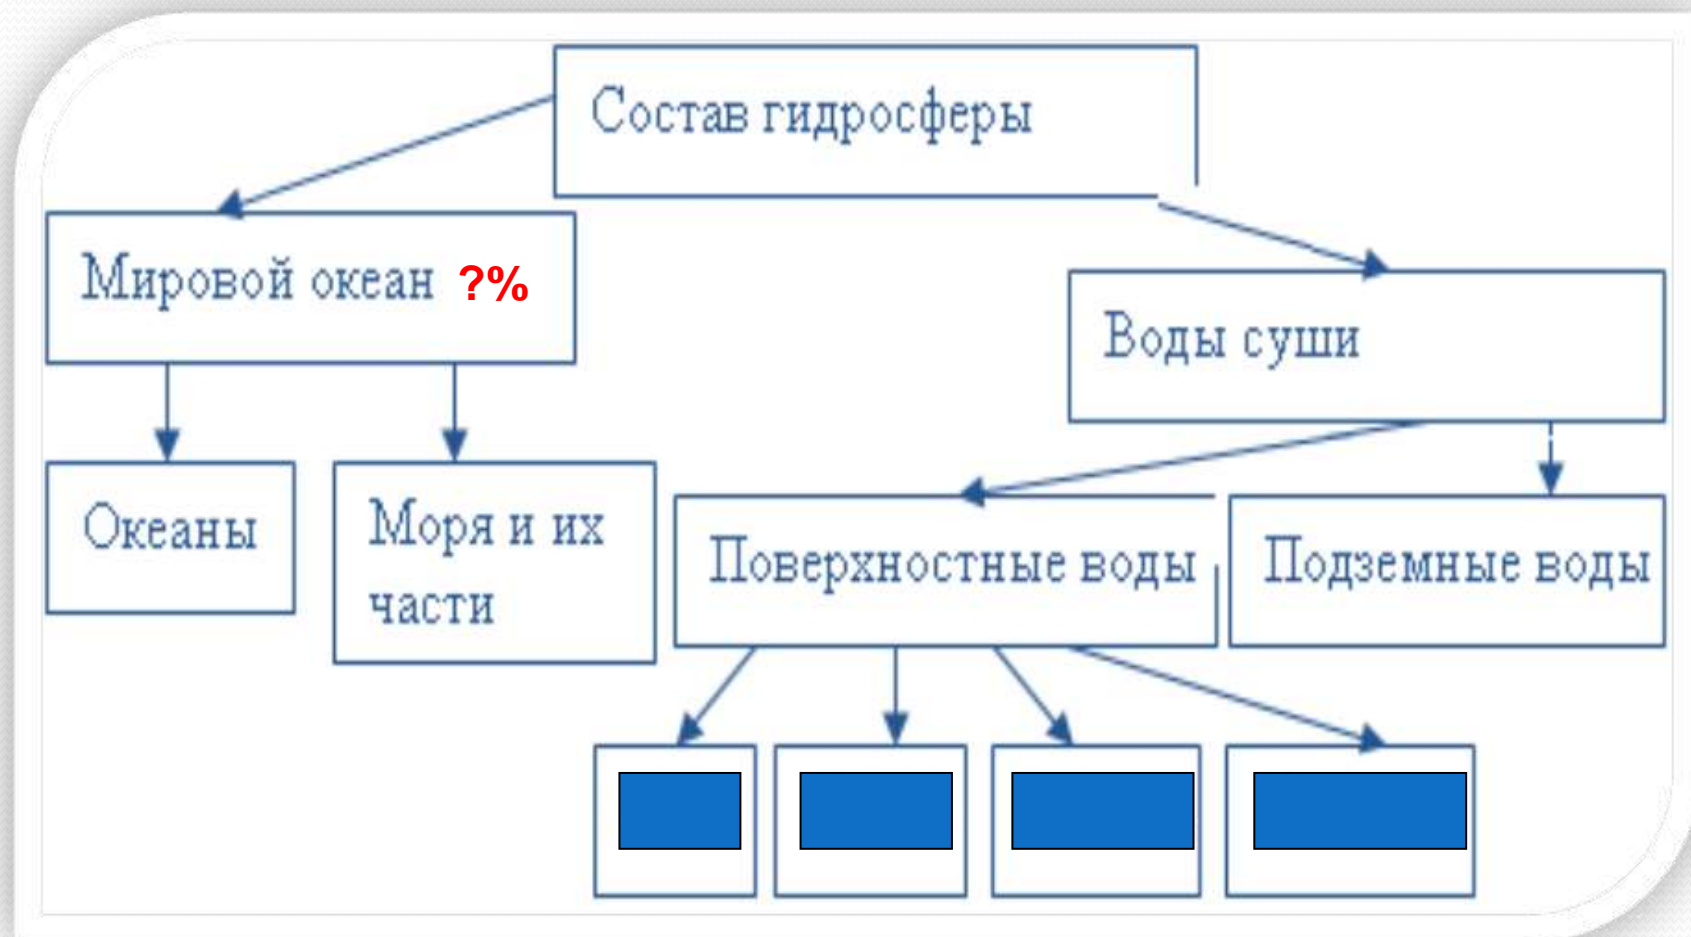 Состав гидросферы
Мировой океан ?%
Воды суши
Океаны
Моря и их
части
Поверхностные воды
Подземные воды